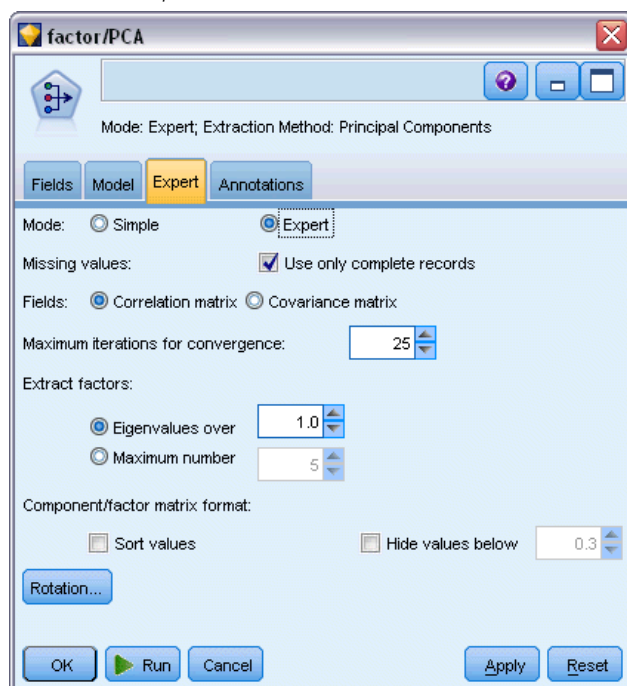 factor/PCA
Mode: Expert; Extraction Method: Principal Components
Fields Model Expert Annotations
Mode: Simple Expert
Missing values: Use only complete records
Fields: Correlation matrix Covariance matrix
Maximum iterations for convergence: 25
Extract factors:
Eigenvalues over 1.0
Maximum number 5
Component/factor matrix format:
Sort values Hide values below 0.3
Rotation...
OK Run Cancel Apply Reset